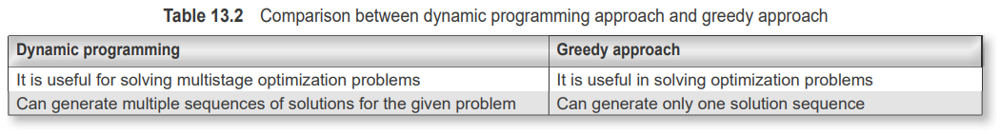 Table 13.2 Comparison between dynamic programming approach and greedy approach
Dynamic programming Greedy approach
It is useful for solving multistage optimization problems It is useful in solving optimization problems
Can generate multiple sequences of solutions for the given problem Can generate only one solution sequence